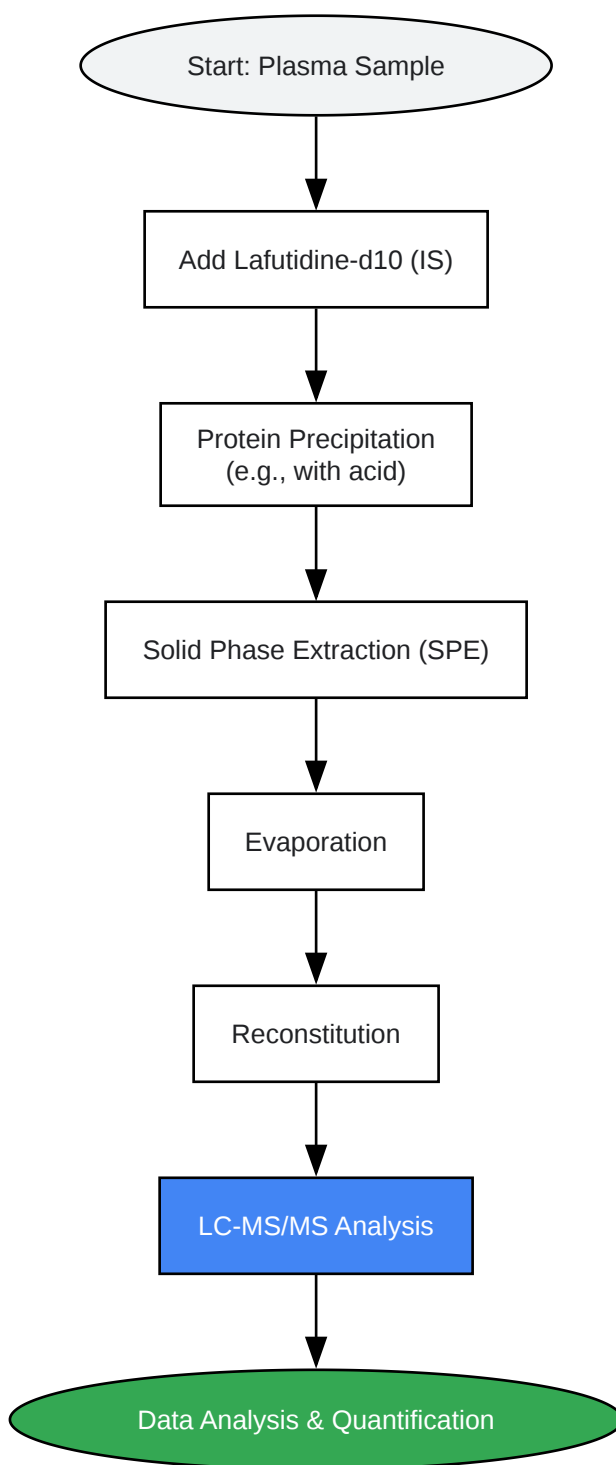 Start: Plasma Sample
Add Lafutidine-d10 (IS)
Protein Precipitation
(e.g., with acid)
Solid Phase Extraction (SPE)
Evaporation
Reconstitution
LC-MS/MS Analysis
Data Analysis & Quantification